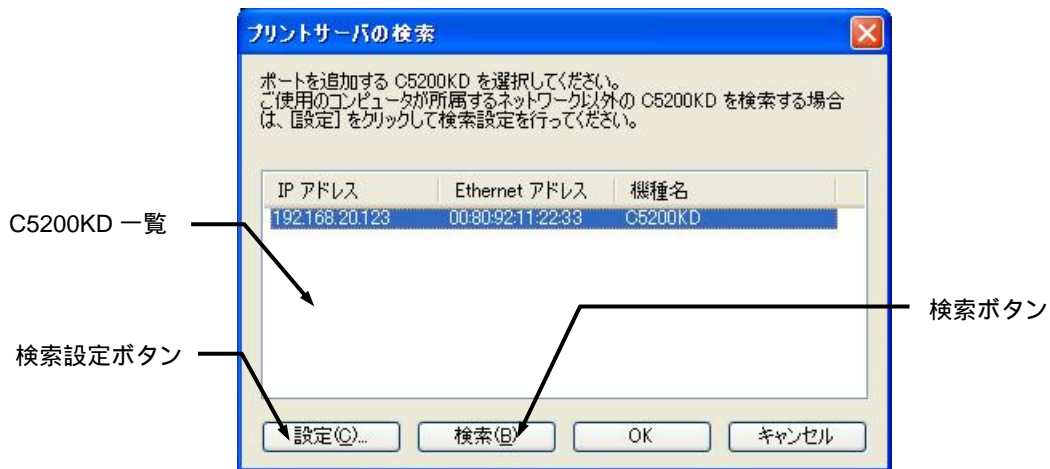 プリントサーバの検索
ポートを追加する C5200KD を選択してください。
ご使用のコンピュータが所属するネットワーク以外の C5200KD を検索する場合
は、[設定] をクリックして検索設定を行ってください。
IP アドレス Ethernet アドレス 機種名
192.168.20.123 00:80:92:11:22:33 C5200KD
C5200KD 一覧
検索ボタン
検索設定ボタン
設定(C)... 検索(B) OK キャンセル